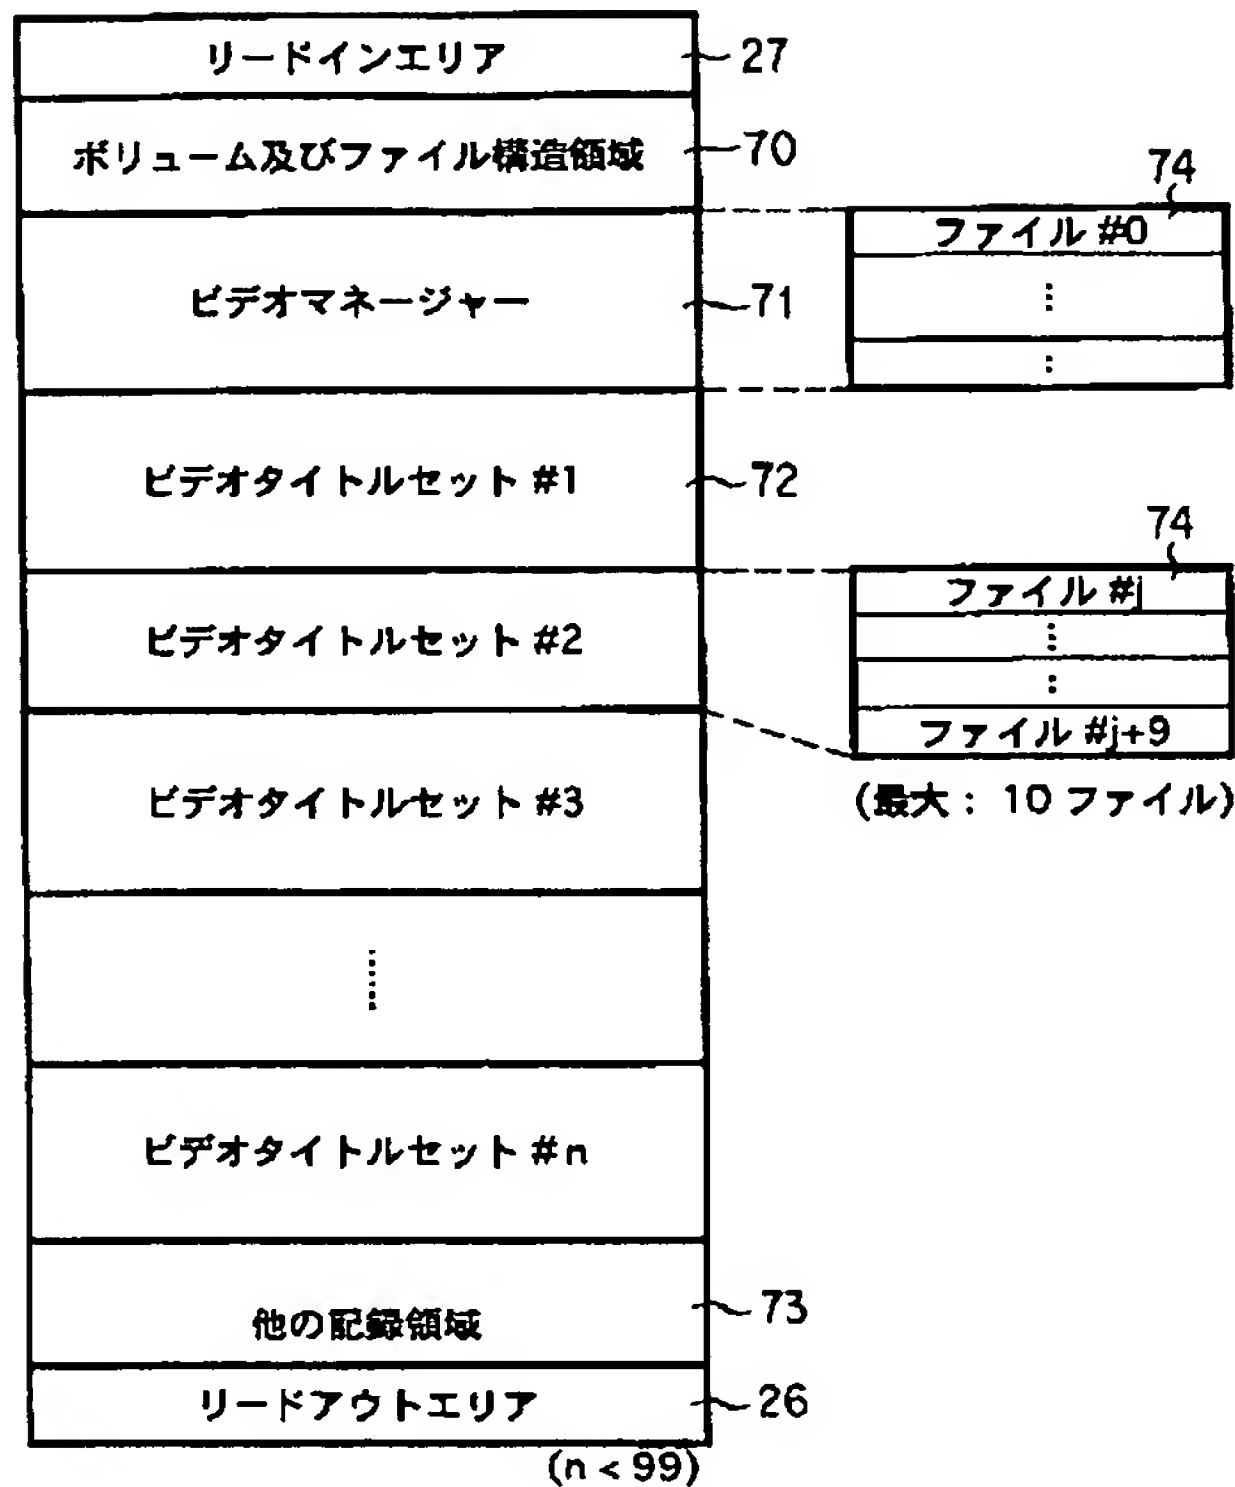 リードインエリア 27
ボリューム及びファイル構造領域 70
74
ファイル #0
ビデオマネージャー 71
ビデオタイトルセット #1 72
74
ファイル #j
ビデオタイトルセット #2
ファイル #j+9
(最大: 10 ファイル)
ビデオタイトルセット #3
ビデオタイトルセット #n
他の記録領域 73
リードアウトエリア 26
(n < 99)